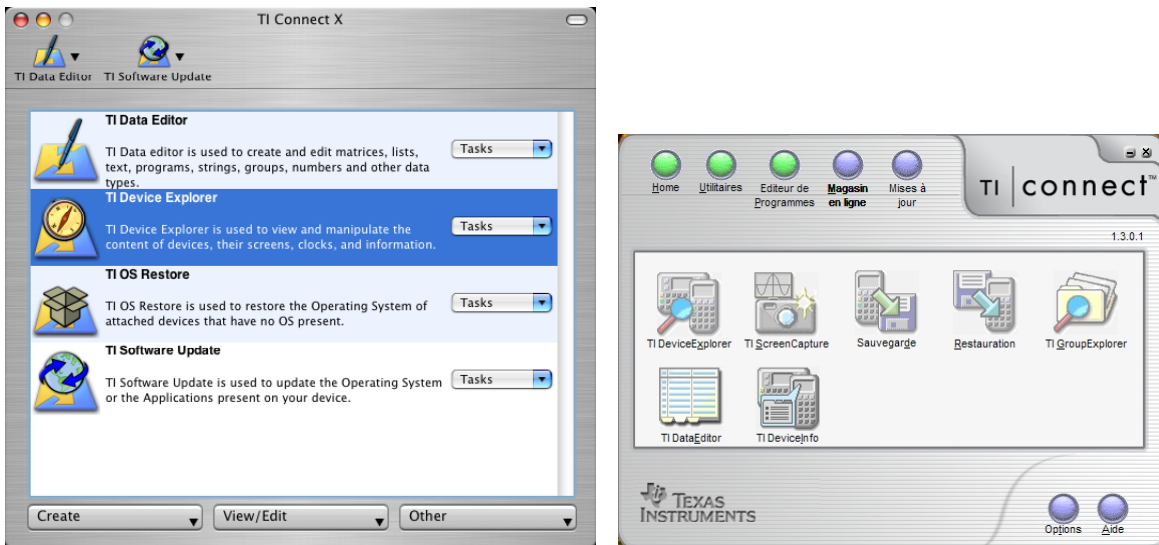 TI Connect X
TI Data Editor
TI Software Update
TI Data Editor
TI Data editor is used to create and edit matrices, lists,
text, programs, strings, groups, numbers and other data
types.
Tasks
TI Device Explorer
TI Device Explorer is used to view and manipulate the
content of devices, their screens, clocks, and information.
Tasks
TI OS Restore
TI OS Restore is used to restore the Operating System of
attached devices that have no OS present.
Tasks
TI Software Update
TI Software Update is used to update the Operating System
or the Applications present on your device.
Tasks
Create
View/Edit
Other
Home
Utilitaires
Editeur de
Programmes
Magasin
en ligne
Mises à
jour
TI connect™
1.3.0.1
TI DeviceExplorer
TI ScreenCapture
Sauvegarde
Restauration
TI GroupExplorer
TI DataEditor
TI DeviceInfo
TEXAS
INSTRUMENTS
Options
Aide